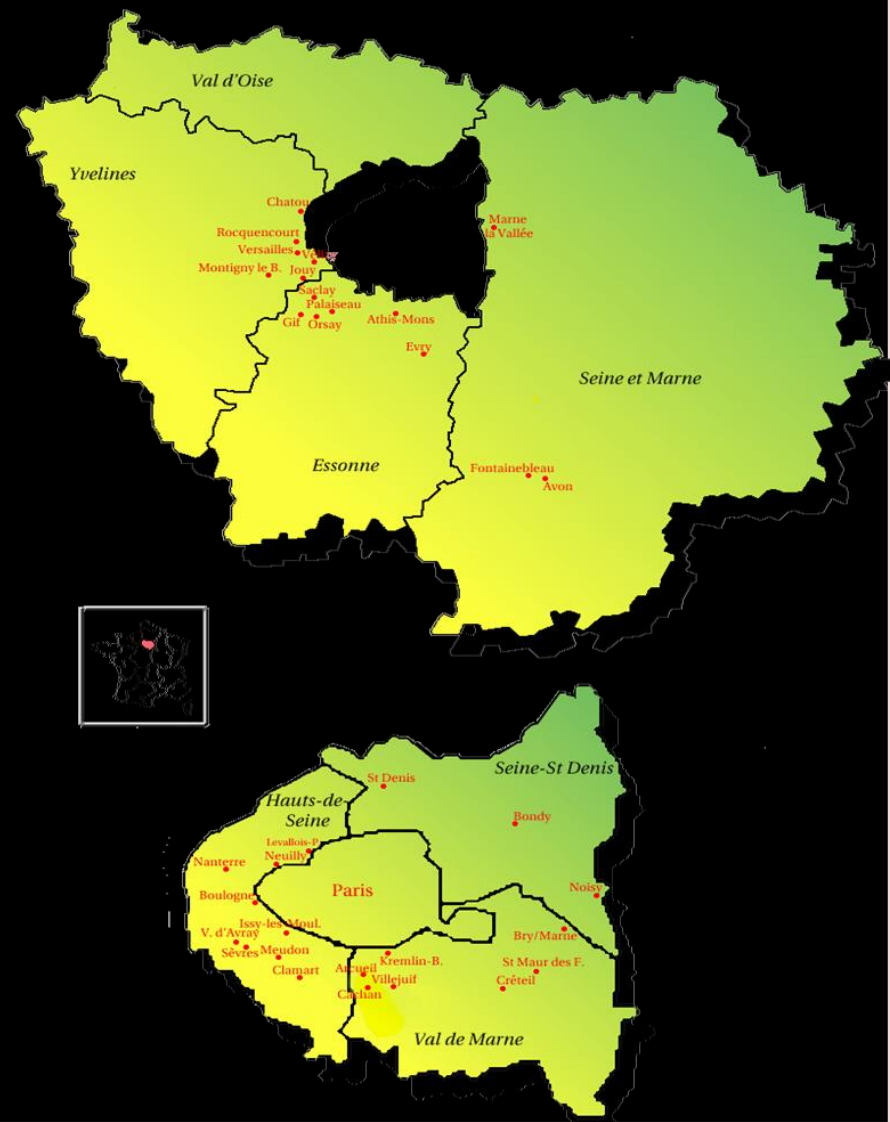 Val d'Oise
Yvelines
Chatou
Marne
la Vallée
Rocquencourt
Versailles
Montigny le B.
Jouy
Saclay
Palaiseau
Gif
Orsay
Athis-Mons
Evry
Seine et Marne
Essonne
Fontainebleau
Avon
Seine-St Denis
St Denis
Hauts-de-
Seine
Bondy
Levallois-P.
Neuilly
Nanterre
Paris
Noisy
Boulogne
Issy-les-Moul.
V. d'Avray
Bry/Marne
Sèvres
Meudon
Kremlin-B.
St Maur des F.
Clamart
Arcueil
Villejuif
Créteil
Cachan
Val de Marne